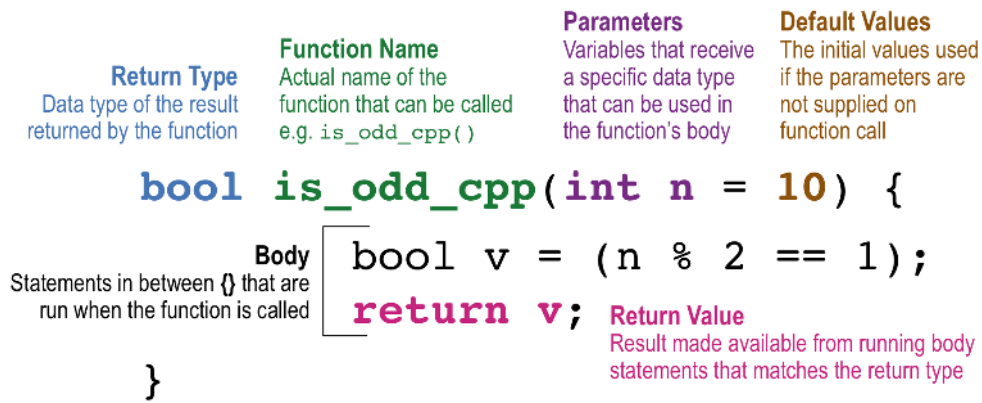 Return Type
Data type of the result
returned by the function
Function Name
Actual name of the
function that can be called
e.g. is_odd_cpp()
Parameters
Variables that receive
a specific data type
that can be used in
the function's body
Default Values
The initial values used
if the parameters are
not supplied on
function call
bool is_odd_cpp(int n = 10) {
Body
Statements in between {} that are
run when the function is called
bool v = (n % 2 == 1);
return v;
Return Value
Result made available from running body
statements that matches the return type
}